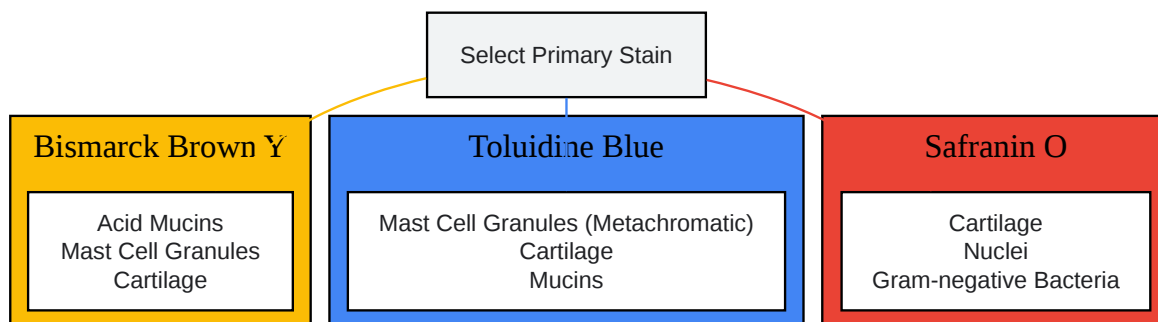 Select Primary Stain
Bismarck Brown Y
Acid Mucins
Mast Cell Granules
Cartilage
Toluidine Blue
Mast Cell Granules (Metachromatic)
Cartilage
Mucins
Safranin O
Cartilage
Nuclei
Gram-negative Bacteria